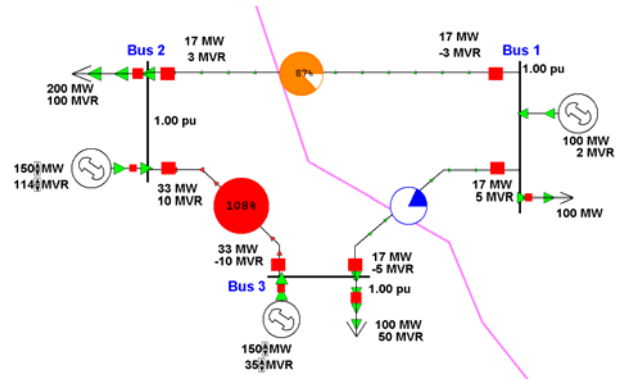 17 MW
3 MVR
17 MW
-3 MVR
Bus 2
Bus 1
87%
1.00 pu
200 MW
100 MVR
1.00 pu
100 MW
2 MVR
150 MW
114 MVR
33 MW
10 MVR
108%
17 MW
5 MVR
100 MW
33 MW
-10 MVR
17 MW
-5 MVR
Bus 3
1.00 pu
100 MW
50 MVR
150 MW
35 MVR